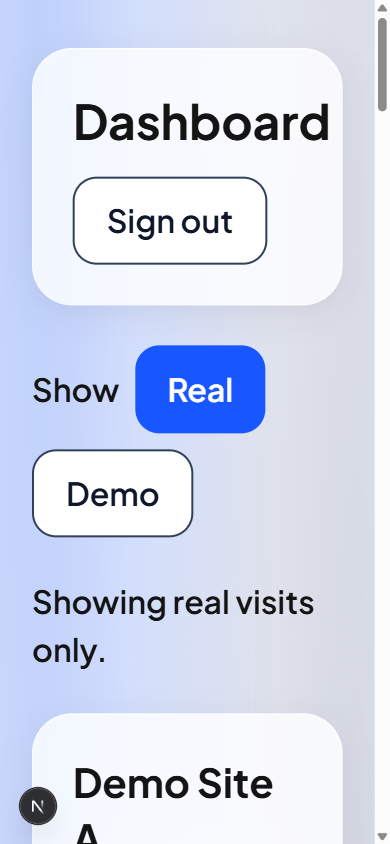 Dashboard
Sign out
Show Real
Demo
Showing real visits
only.
Demo Site
A
N